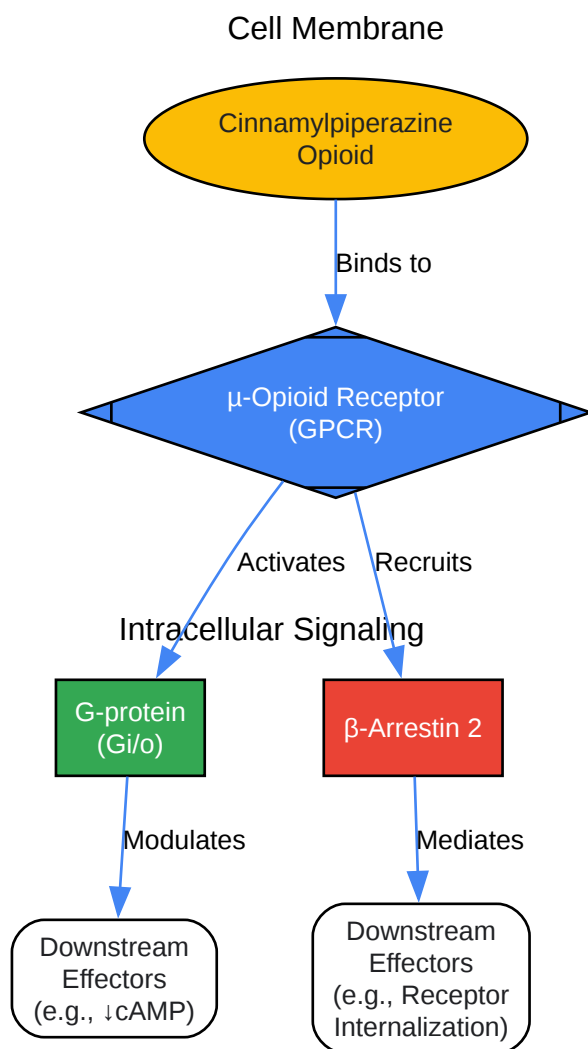 Cell Membrane
Cinnamylpiperazine
Opioid
Binds to
µ-Opioid Receptor
(GPCR)
Activates
Recruits
Intracellular Signaling
G-protein
(Gi/o)
β-Arrestin 2
Modulates
Mediates
Downstream
Effectors
(e.g., ↓cAMP)
Downstream
Effectors
(e.g., Receptor
Internalization)